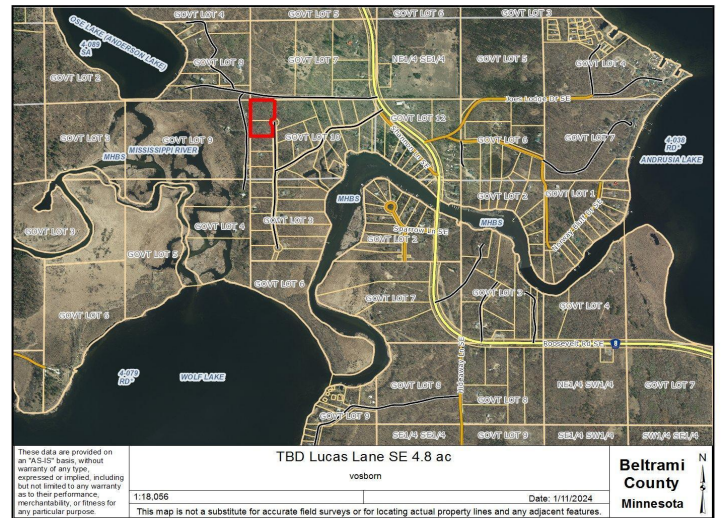 GOVT LOT 4
GOVT LOT 5
GOVT LOT 6
GOVT LOT 3
OSE LAKE (ANDERSON LAKE)
4-089
SA
GOVT LOT 9
GOVT LOT 7
NE1/4 SE1/4
GOVT LOT 5
GOVT LOT 4
GOVT LOT 2
Joes Lodge Dr SE
GOVT LOT 3
GOVT LOT 9
GOVT LOT 10
GOVT LOT 12
GOVT LOT 6
GOVT LOT 7
4-038
RD*
ANDRUSIA LAKE
MISSISSIPPI RIVER
MHBS
GOVT LOT 2
GOVT LOT 1
MHBS
MHBS
GOVT LOT 4
GOVT LOT 3
GOVT LOT 3
Sparrow Ln SE
GOVT LOT 2
GOVT LOT 5
GOVT LOT 6
GOVT LOT 7
GOVT LOT 3
GOVT LOT 4
GOVT LOT 6
Roosevelt Rd SE
8
4-079
RD*
WOLF LAKE
GOVT LOT 8
NE1/4 SW1/4
GOVT LOT 7
GOVT LOT 8
GOVT LOT 9
SE1/4 SE1/4
GOVT LOT 9
SE1/4 SW1/4
SW1/4 SE1/4
These data are provided on
an "AS-IS" basis, without
warranty of any type,
expressed or implied, including
but not limited to any warranty
as to their performance,
merchantability, or fitness for
any particular purpose.
TBD Lucas Lane SE 4.8 ac
vosborn
1:18,056
Date: 1/11/2024
This map is not a substitute for accurate field surveys or for locating actual property lines and any adjacent features.
Beltrami
County
Minnesota
N